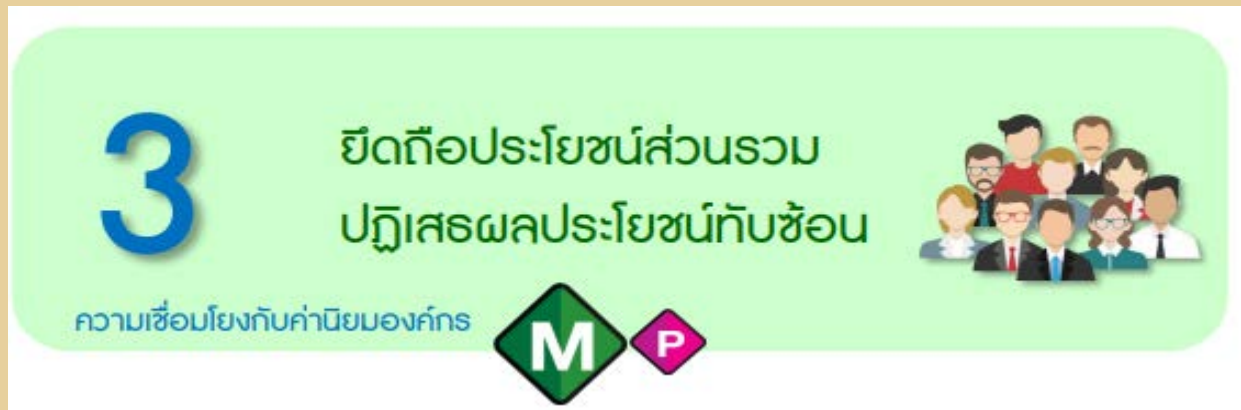 3
ยึดถือประโยชน์ส่วนรวม
ปฏิเสธผลประโยชน์ทับซ้อน
ความเชื่อมโยงกับค่านิยมองค์กร
M P